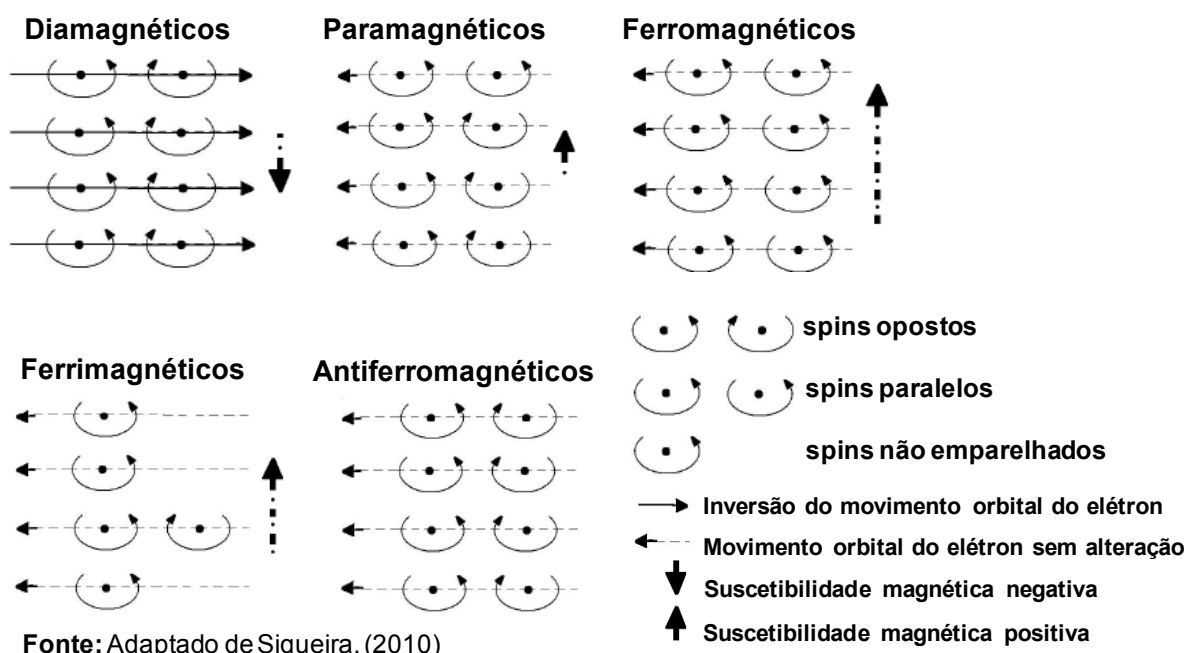 Diamagnéticos
Paramagnéticos
Ferromagnéticos
Ferrimagnéticos
Antiferromagnéticos
spins opostos
spins paralelos
spins não emparelhados
Inversão do movimento orbital do elétron
Movimento orbital do elétron sem alteração
Suscetibilidade magnética negativa
Suscetibilidade magnética positiva
Fonte: Adaptado de Siqueira, (2010)